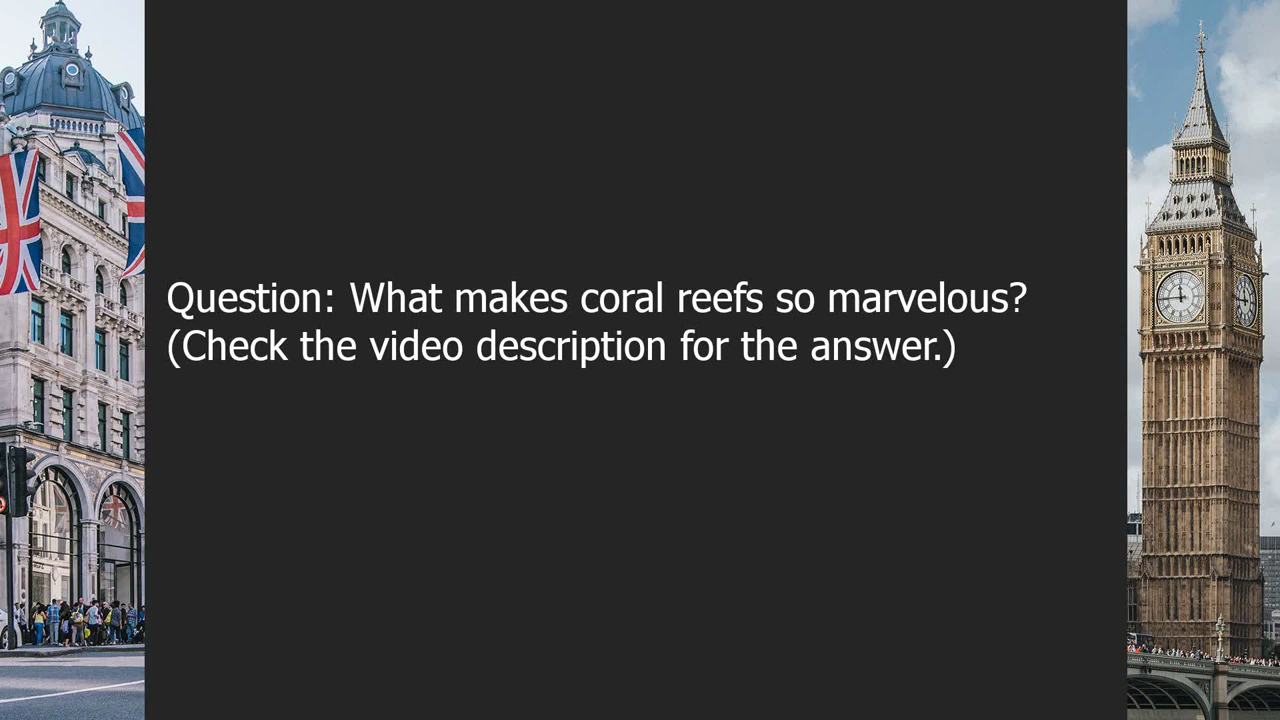 Question: What makes coral reefs so marvelous?
(Check the video description for the answer.)